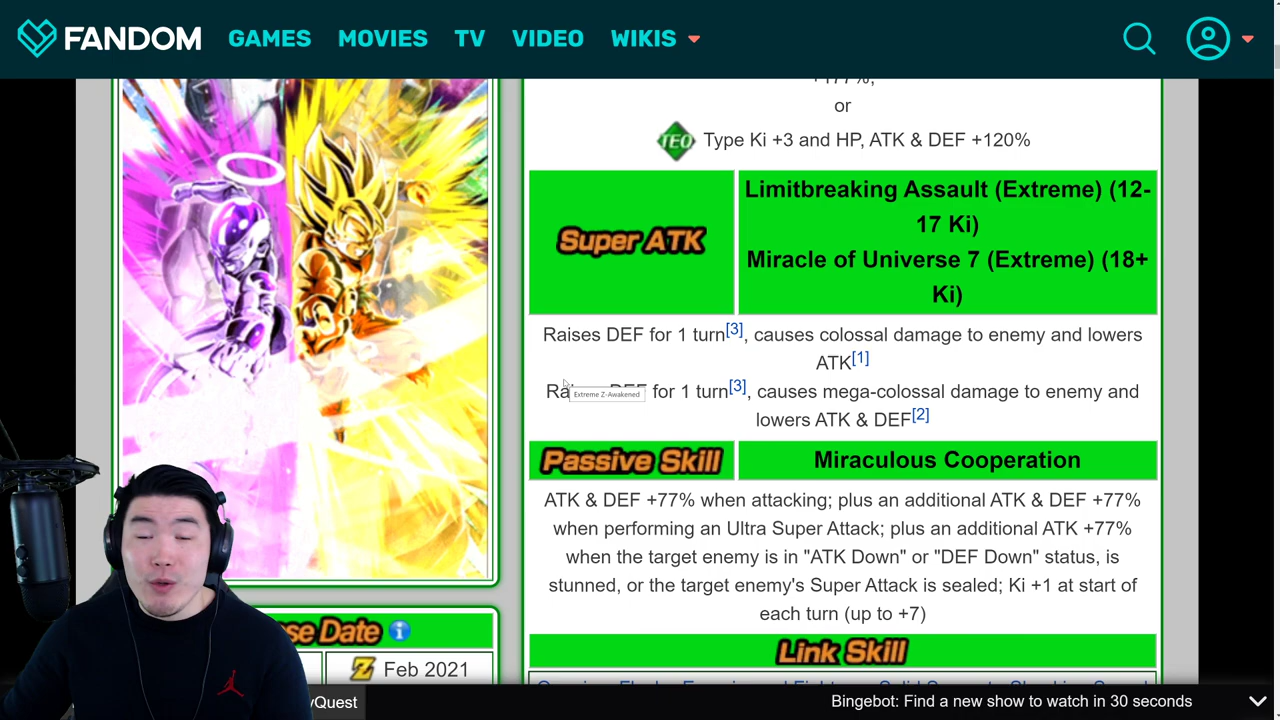 FANDOM GAMES MOVIES TV VIDEO WIKIS
+177%;
or
TEQ Type Ki +3 and HP, ATK & DEF +120%
Super ATK
Limitbreaking Assault (Extreme) (12-
17 Ki)
Miracle of Universe 7 (Extreme) (18+
Ki)
Raises DEF for 1 turn[3], causes colossal damage to enemy and lowers
ATK[1]
for 1 turn[3], causes mega-colossal damage to enemy and
Extreme Z-Awakened
lowers ATK & DEF[2]
Passive Skill
Miraculous Cooperation
ATK & DEF +77% when attacking; plus an additional ATK & DEF +77%
when performing an Ultra Super Attack; plus an additional ATK +77%
when the target enemy is in "ATK Down" or "DEF Down" status, is
stunned, or the target enemy's Super Attack is sealed; Ki +1 at start of
each turn (up to +7)
Link Skill
se Date
Z Feb 2021
yQuest
Bingebot: Find a new show to watch in 30 seconds